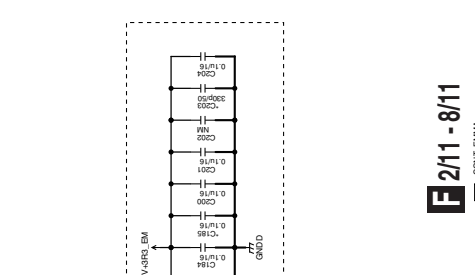 0.1u/16
C204
330p/50
*C203
NM
C202
0.1u/16
C201
0.1u/16
C200
0.1u/16
*C185
0.1u/16
C184
V+3R3_EM
GNDD
F 2/11 - 8/11